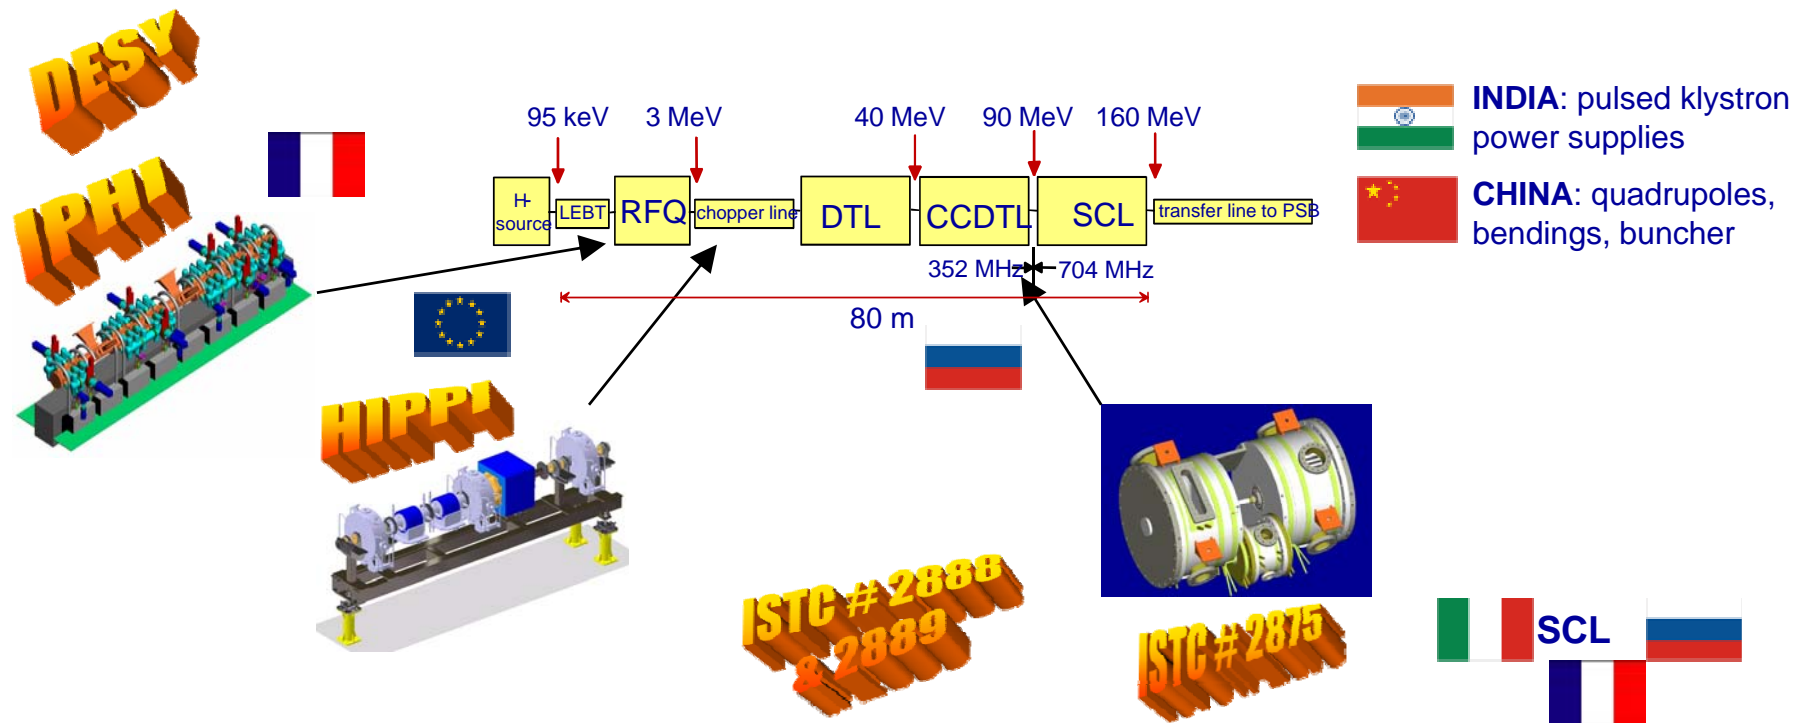 DESY
IPHI
95 keV
3 MeV
40 MeV
90 MeV
160 MeV
H-
source
LEBT
RFQ
chopper line
DTL
CCDTL
SCL
transfer line to PSB
352 MHz
704 MHz
80 m
INDIA: pulsed klystron
power supplies
CHINA: quadrupoles,
bendings, buncher
HIPPI
ISTC # 2888
& 2889
ISTC # 2875
SCL